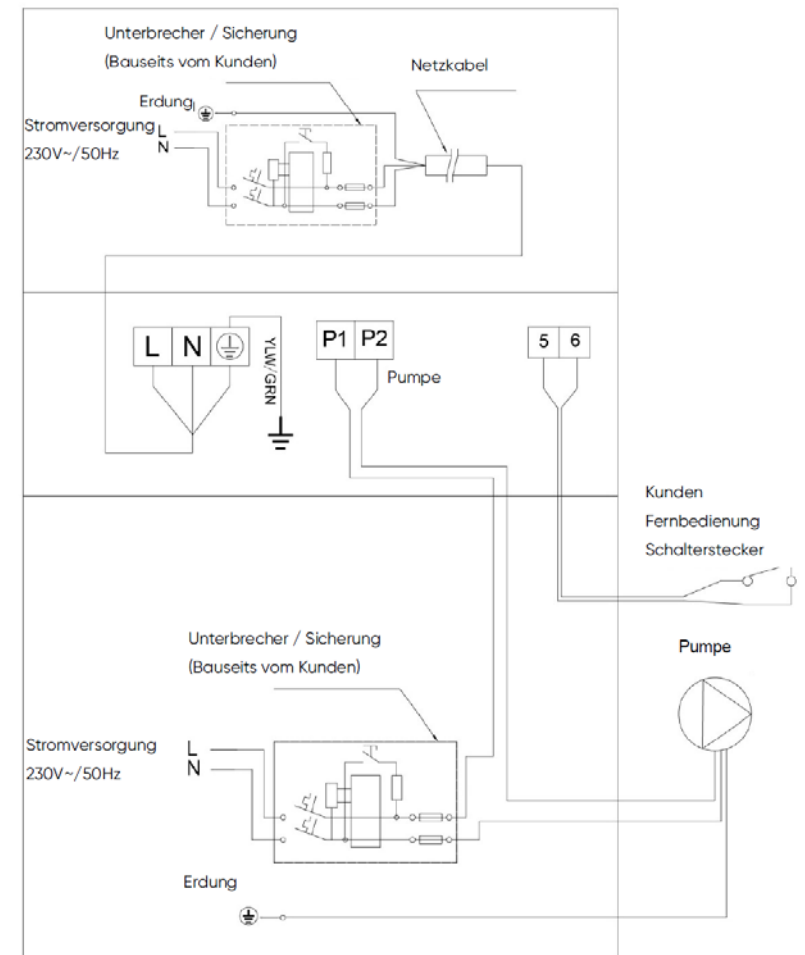 Unterbrecher / Sicherung
(Bauseits vom Kunden)
Netzkabel
Erdung
Stromversorgung L
230V~/50Hz N
L N
YLW/GRN
P1 P2
Pumpe
5 6
Kunden
Fernbedienung
Schalterstecker
Unterbrecher / Sicherung
(Bauseits vom Kunden)
Pumpe
Stromversorgung L
230V~/50Hz N
Erdung